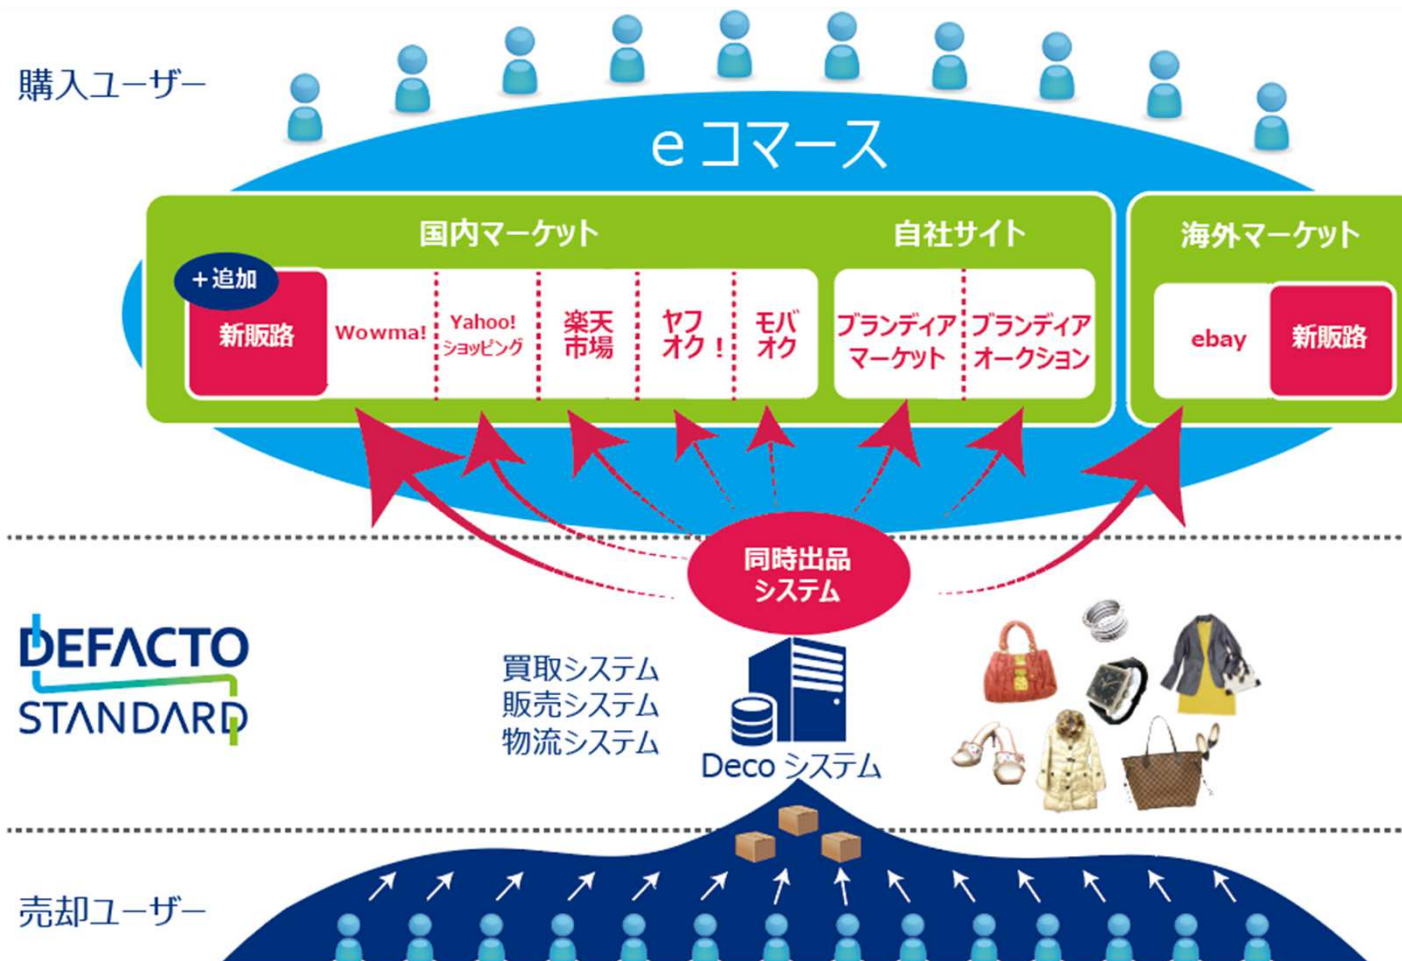 購入ユーザー
eコマース
国内マーケット
自社サイト
海外マーケット
+追加
新販路
Wowma!
Yahoo!
ショッピング
楽天
市場
ヤフ
オク！
モバ
オク
ブランディア
マーケット
ブランディア
オークション
ebay
新販路
同時出品
システム
DEFACTO
STANDARD
買取システム
販売システム
物流システム
Deco システム
売却ユーザー